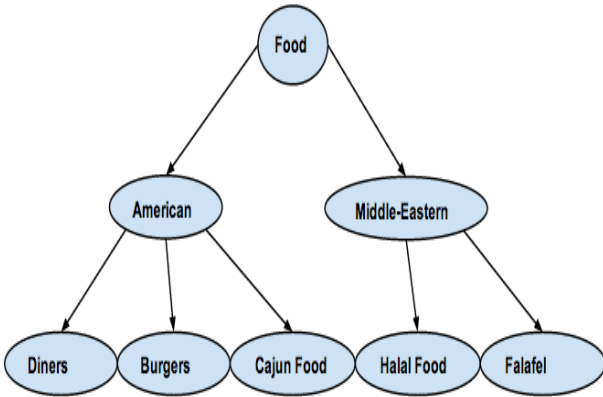 Food
American
Middle-Eastern
Diners
Burgers
Cajun Food
Halal Food
Falafel